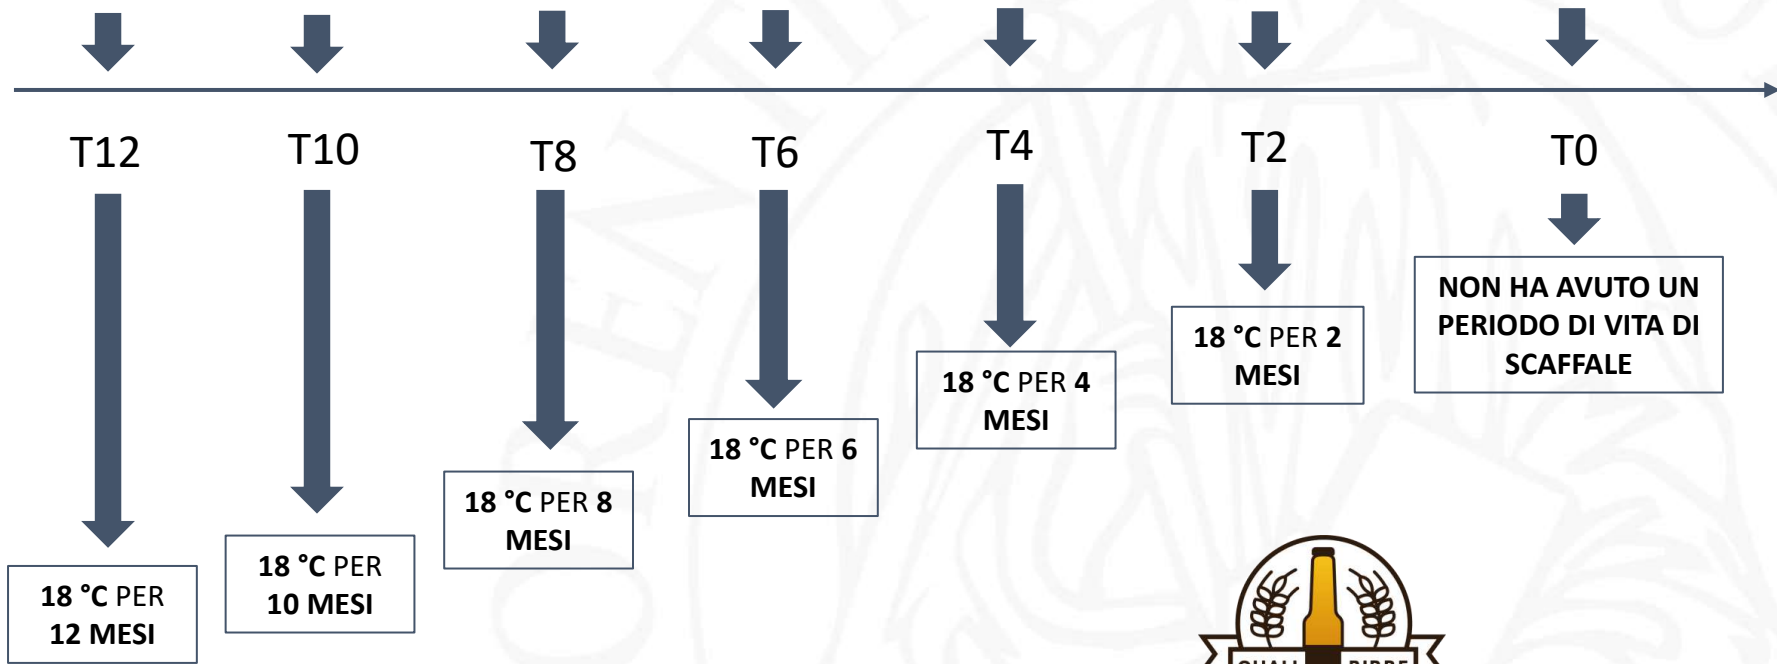 T12
T10
T8
T6
T4
T2
T0
18 °C PER
12 MESI
18 °C PER
10 MESI
18 °C PER 8
MESI
18 °C PER 6
MESI
18 °C PER 4
MESI
18 °C PER 2
MESI
NON HA AVUTO UN
PERIODO DI VITA DI
SCAFFALE